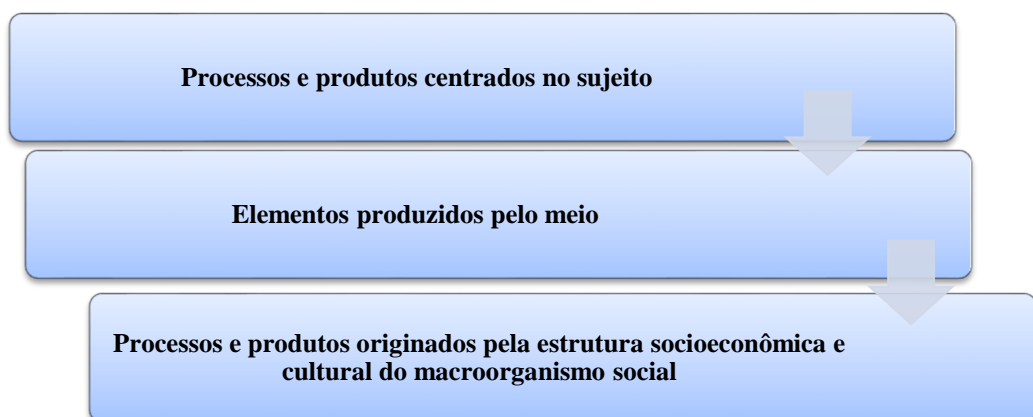 Processos e produtos centrados no sujeito
Elementos produzidos pelo meio
Processos e produtos originados pela estrutura socioeconômica e
cultural do macroorganismo social